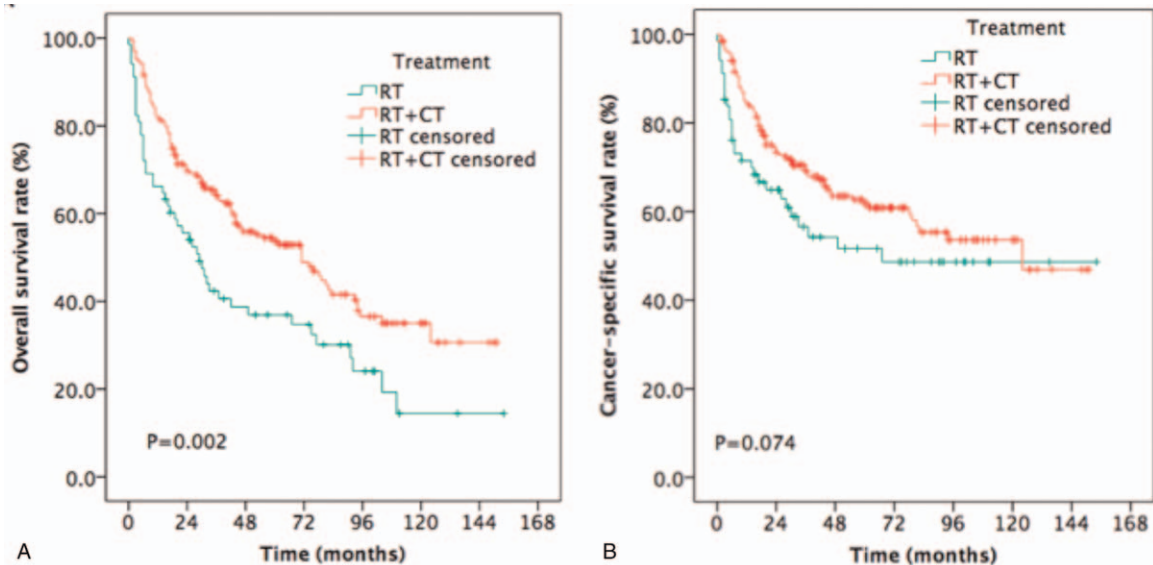 Overall survival rate (%)
100.0
80.0
60.0
40.0
20.0
0.0
Treatment
RT
RT+CT
RT censored
RT+CT censored
P=0.002
0 24 48 72 96 120 144 168
Time (months)
A
Cancer-specific survival rate (%)
100.0
80.0
60.0
40.0
20.0
0.0
Treatment
RT
RT+CT
RT censored
RT+CT censored
P=0.074
0 24 48 72 96 120 144 168
Time (months)
B